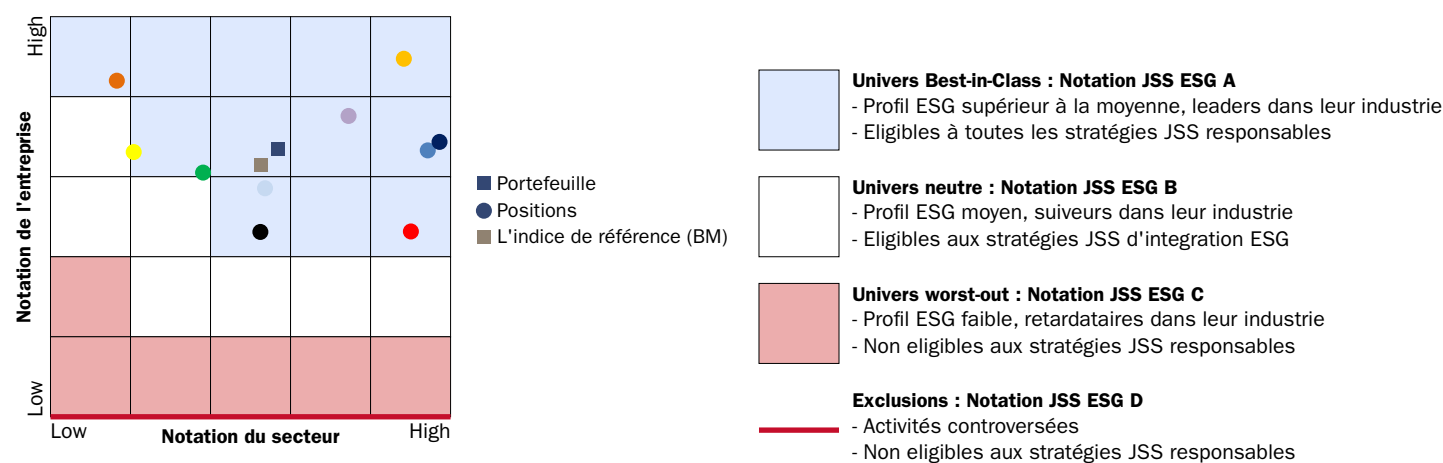 High
Notation de l'entreprise
Low
Low
Notation du secteur
High
Portefeuille
Positions
L'indice de référence (BM)
Univers Best-in-Class : Notation JSS ESG A
- Profil ESG supérieur à la moyenne, leaders dans leur industrie
- Eligibles à toutes les stratégies JSS responsables
Univers neutre : Notation JSS ESG B
- Profil ESG moyen, suiveurs dans leur industrie
- Eligibles aux stratégies JSS d'integration ESG
Univers worst-out : Notation JSS ESG C
- Profil ESG faible, retardataires dans leur industrie
- Non eligibles aux stratégies JSS responsables
Exclusions : Notation JSS ESG D
- Activités controversées
- Non eligibles aux stratégies JSS responsables